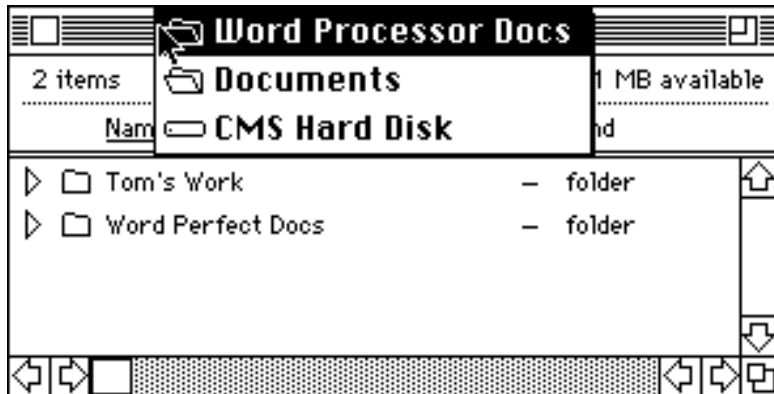 Word Processor Docs
2 items Documents 1 MB available
Nam CMS Hard Disk nd
Tom's Work – folder
Word Perfect Docs – folder